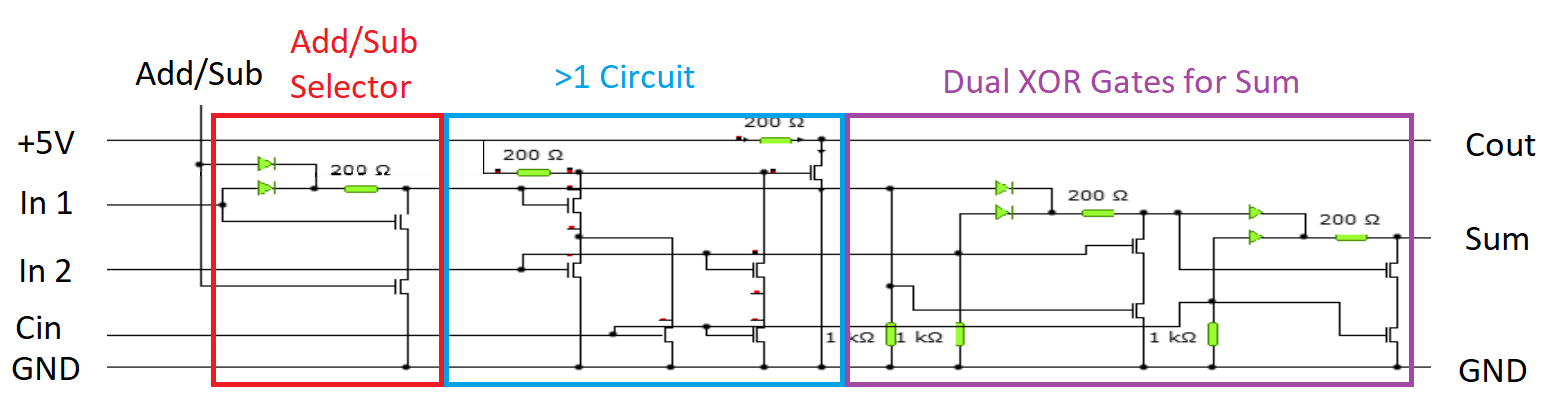 Add/Sub
Add/Sub
Selector
>1 Circuit
Dual XOR Gates for Sum
+5V
200 Ω
Cout
200 Ω
200 Ω
In 1
200 Ω
200 Ω
Sum
In 2
Cin
1 kΩ
1 kΩ
1 kΩ
GND
GND